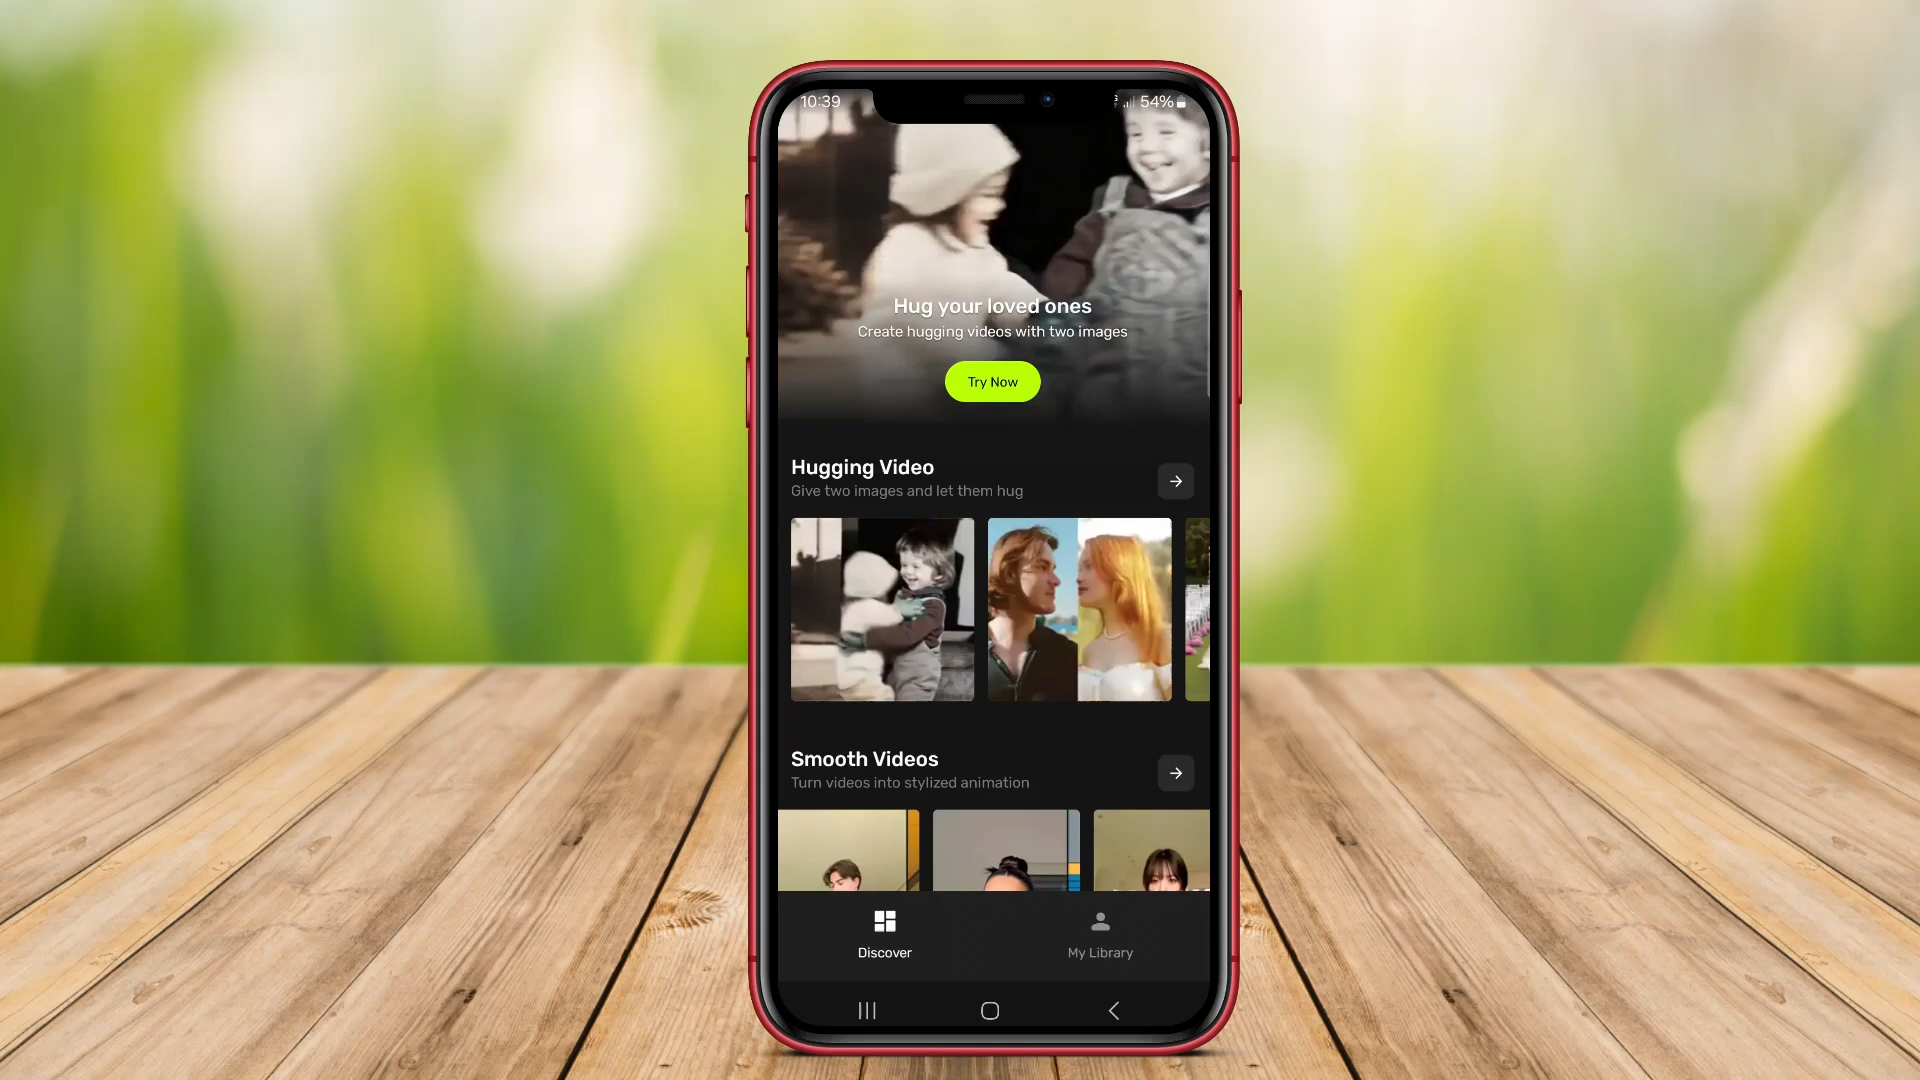 10:39
54%
Hug your loved ones
Create hugging videos with two images
Try Now
Hugging Video
Give two images and let them hug
Smooth Videos
Turn videos into stylized animation
Discover
My Library